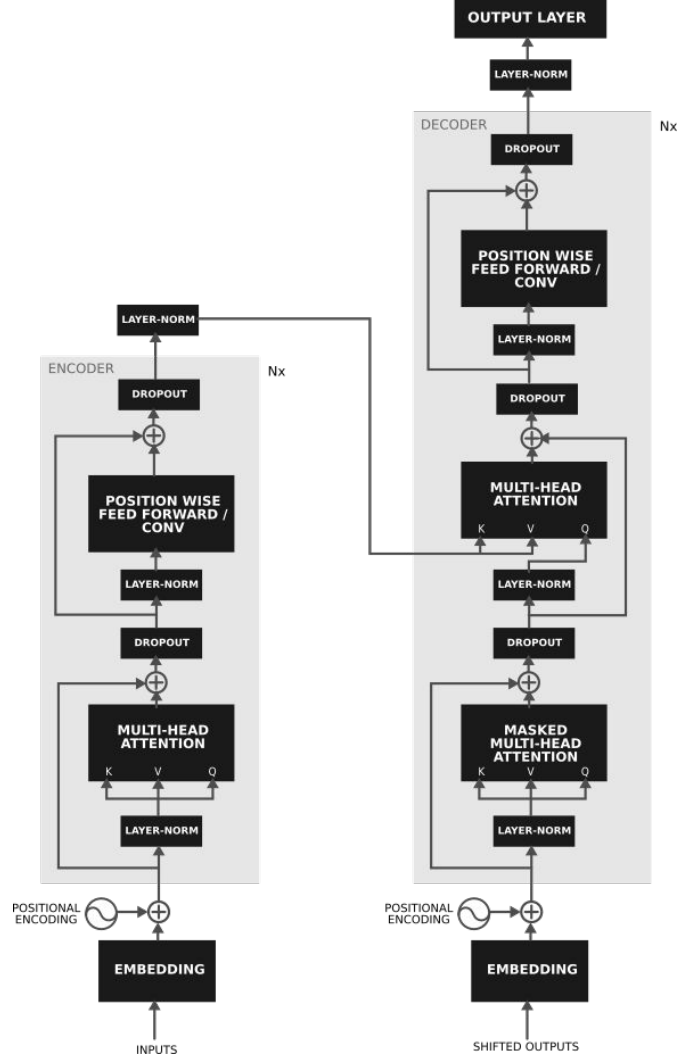 OUTPUT LAYER
LAYER-NORM
DECODER
Nx
DROPOUT
POSITION WISE
FEED FORWARD /
CONV
LAYER-NORM
DROPOUT
MULTI-HEAD
ATTENTION
K V Q
LAYER-NORM
DROPOUT
MASKED
MULTI-HEAD
ATTENTION
K V Q
LAYER-NORM
POSITIONAL
ENCODING
EMBEDDING
SHIFTED OUTPUTS
LAYER-NORM
ENCODER
Nx
DROPOUT
POSITION WISE
FEED FORWARD /
CONV
LAYER-NORM
DROPOUT
MULTI-HEAD
ATTENTION
K V Q
LAYER-NORM
POSITIONAL
ENCODING
EMBEDDING
INPUTS